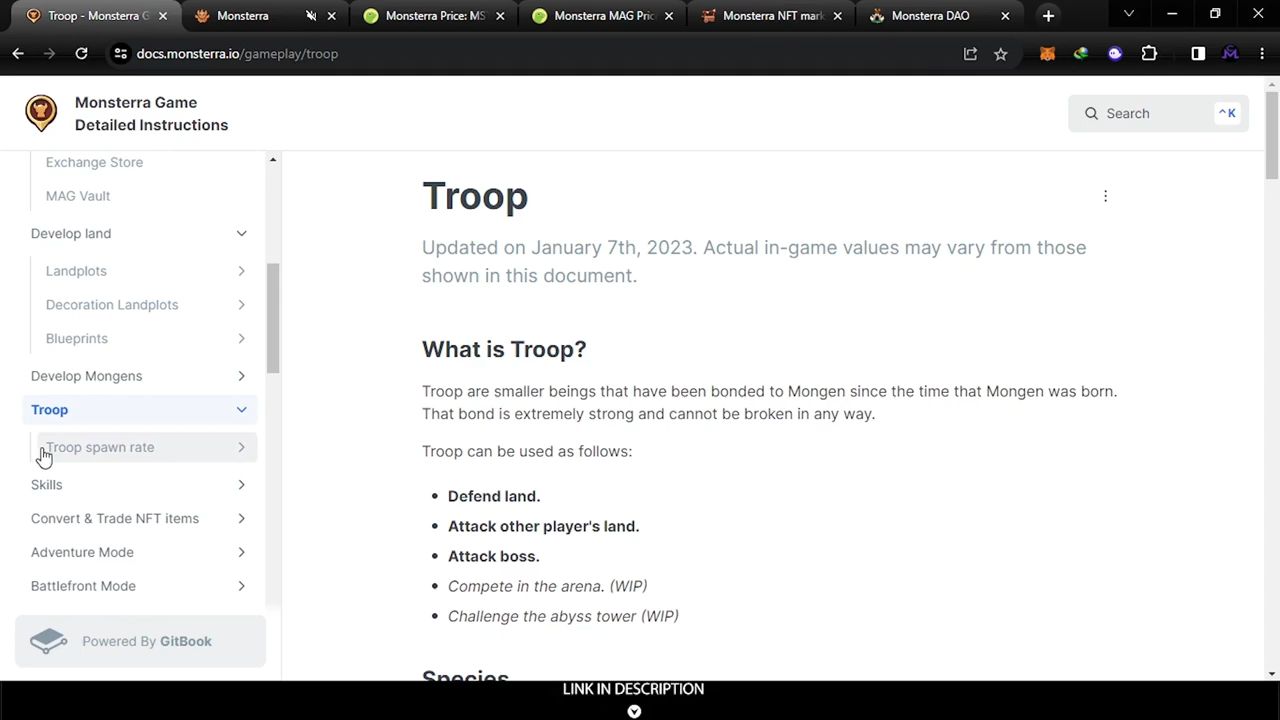 Troop - Monsterra G
Monsterra
Monsterra Price: MS
Monsterra MAG Pric
Monsterra NFT mark
Monsterra DAO
docs.monsterra.io/gameplay/troop
Monsterra Game
Detailed Instructions
Search
^K
Exchange Store
MAG Vault
Develop land
Landplots
Decoration Landplots
Blueprints
Develop Mongens
Troop
Troop spawn rate
Skills
Convert & Trade NFT items
Adventure Mode
Battlefront Mode
Powered By GitBook
Troop
Updated on January 7th, 2023. Actual in-game values may vary from those
shown in this document.
What is Troop?
Troop are smaller beings that have been bonded to Mongen since the time that Mongen was born.
That bond is extremely strong and cannot be broken in any way.
Troop can be used as follows:
• Defend land.
• Attack other player's land.
• Attack boss.
• Compete in the arena. (WIP)
• Challenge the abyss tower (WIP)
Species
LINK IN DESCRIPTION